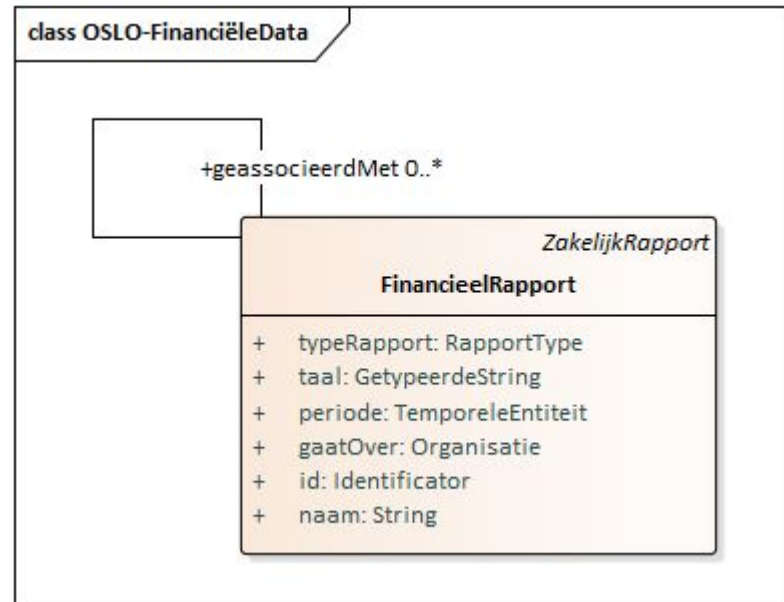 class OSLO-FinanciëleData
+geassocieerdMet 0..*
ZakelijkRapport
FinancieelRapport
+ typeRapport: RapportType
+ taal: GetypeerdeString
+ periode: TemporeleEntiteit
+ gaatOver: Organisatie
+ id: Identificator
+ naam: String